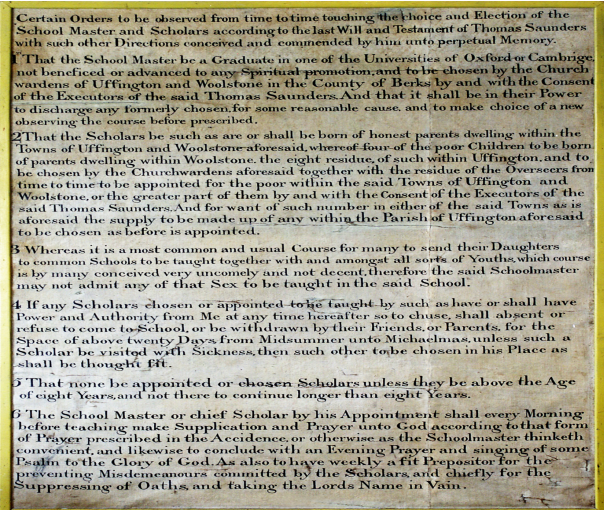 Certain Orders to be observed from time to time touching the choice and Election of the
School Master and Scholars according to the last Will and Testament of Thomas Saunders
with such other Directions conceived and commended by him unto perpetual Memory.
1 That the School Master be a Graduate in one of the Universities of Oxford or Cambrige,
not beneficed or advanced to any Spiritual promotion, and to be chosen by the Church
wardens of Uffington and Woolstone in the County of Berks by and with the Consent
of the Executors of the said Thomas Saunders. And that it shall be in their Power
to discharge any formerly chosen, for some reasonable cause, and to make choice of a new
observing the course before prescribed.
2 That the Scholars be such as are or shall be born of honest parents dwelling within the
Towns of Uffington and Woolstone aforesaid, whereof four of the poor Children to be born
of parents dwelling within Woolstone, the eight residue, of such within Uffington, and to
be chosen by the Churchwardens aforesaid together with the residue of the Overseers from
time to time to be appointed for the poor within the said Towns of Uffington and
Woolstone, or the greater part of them by and with the Consent of the Executors of the
said Thomas Saunders. And for want of such number in either of the said Towns as is
aforesaid the supply to be made up of any within the Parish of Uffington aforesaid
to be chosen as before is appointed.
3 Whereas it is a most common and usual Course for many to send their Daughters
to common Schools to be taught together with and amongst all sorts of Youths, which course
is by many conceived very uncomely and not decent, therefore the said Schoolmaster
may not admit any of that Sex to be taught in the said School.
4 If any Scholars chosen or appointed to be taught by such as have or shall have
Power and Authority from Me at any time hereafter so to chuse, shall absent or
refuse to come to School, or be withdrawn by their Friends, or Parents, for the
Space of above twenty Days, from Midsummer unto Michaelmas, unless such a
Scholar be visited with Sickness, then such other to be chosen in his Place as
shall be thought fit.
5 That none be appointed or chosen Scholars unless they be above the Age
of eight Years, and not there to continue longer than eight Years.
6 The School Master or chief Scholar by his Appointment shall every Morning
before teaching make Supplication and Prayer unto God according to that form
of Prayer prescribed in the Accidence, or otherwise as the Schoolmaster thinketh
convenient, and likewise to conclude with an Evening Prayer and singing of some
Psalm to the Glory of God. As also to have weekly a fit Prepositor for the
preventing Misdemeanours committed by the Scholars, and chiefly for the
Suppressing of Oaths, and taking the Lords Name in Vain.